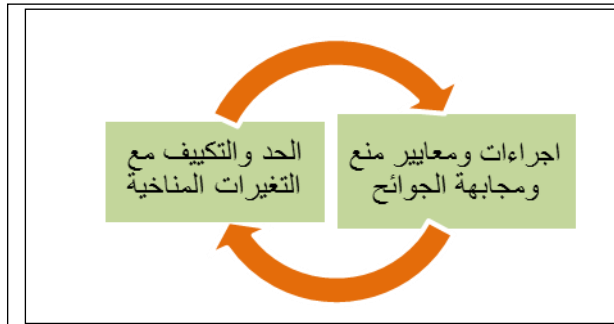 اجراءات ومعايير منع
ومجابهة الجوائح
الحد والتكييف مع
التغيرات المناخية